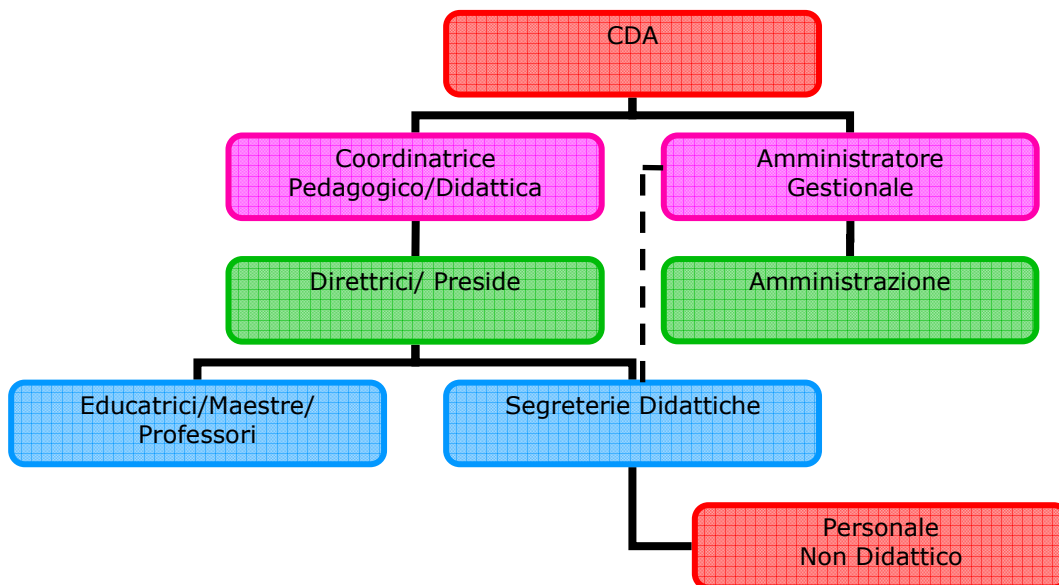 CDA
Coordinatrice
Pedagogico/Didattica
Amministratore
Gestionale
Direttrici/ Preside
Amministrazione
Educatrici/Maestre/
Professori
Segreterie Didattiche
Personale
Non Didattico